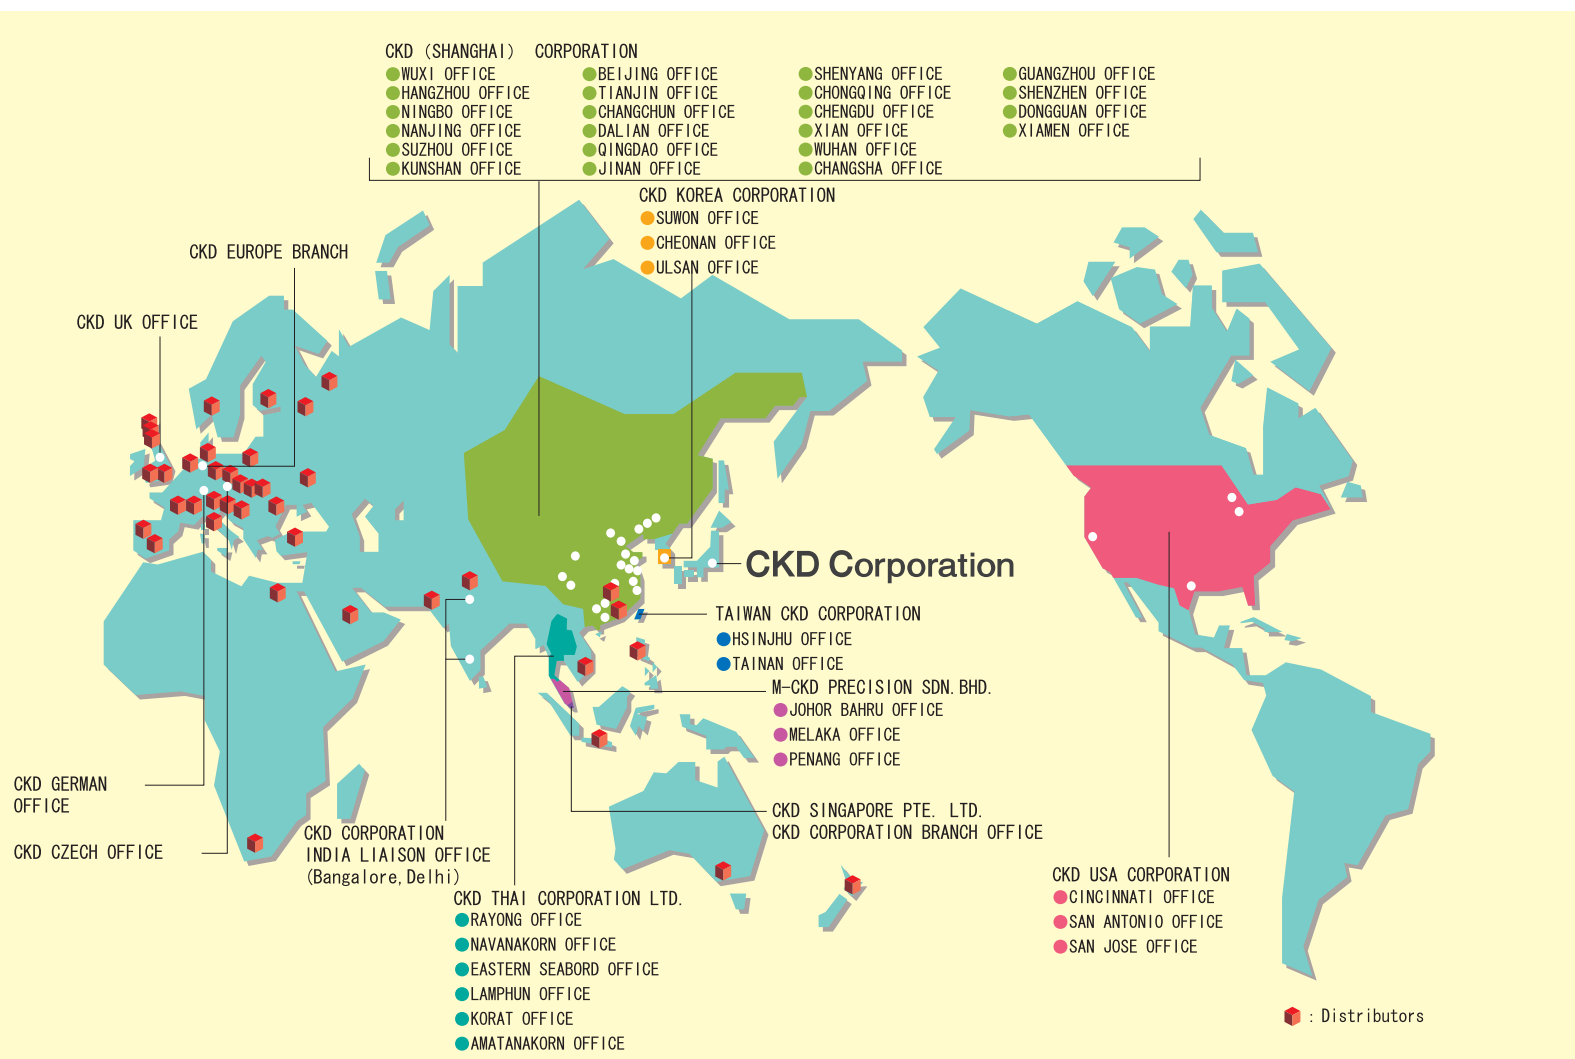 CKD (SHANGHAI) CORPORATION
WUXI OFFICE
HANGZHOU OFFICE
NINGBO OFFICE
NANJING OFFICE
SUZHOU OFFICE
KUNSHAN OFFICE
BEIJING OFFICE
TIANJIN OFFICE
CHANGCHUN OFFICE
DALIAN OFFICE
QINGDAO OFFICE
JINAN OFFICE
SHENYANG OFFICE
CHONGQING OFFICE
CHENGDU OFFICE
XIAN OFFICE
WUHAN OFFICE
CHANGSHA OFFICE
GUANGZHOU OFFICE
SHENZHEN OFFICE
DONGGUAN OFFICE
XIAMEN OFFICE
CKD KOREA CORPORATION
SUWON OFFICE
CHEONAN OFFICE
ULSAN OFFICE
CKD EUROPE BRANCH
CKD UK OFFICE
CKD Corporation
TAIWAN CKD CORPORATION
HSINJHU OFFICE
TAINAN OFFICE
M-CKD PRECISION SDN.BHD.
JOHOR BAHRU OFFICE
MELAKA OFFICE
PENANG OFFICE
CKD GERMAN
OFFICE
CKD CZECH OFFICE
CKD CORPORATION
INDIA LIAISON OFFICE
(Bangalore,Delhi)
CKD SINGAPORE PTE. LTD.
CKD CORPORATION BRANCH OFFICE
CKD THAI CORPORATION LTD.
RAYONG OFFICE
NAVANAKORN OFFICE
EASTERN SEABORD OFFICE
LAMPHUN OFFICE
KORAT OFFICE
AMATANAKORN OFFICE
CKD USA CORPORATION
CINCINNATI OFFICE
SAN ANTONIO OFFICE
SAN JOSE OFFICE
: Distributors